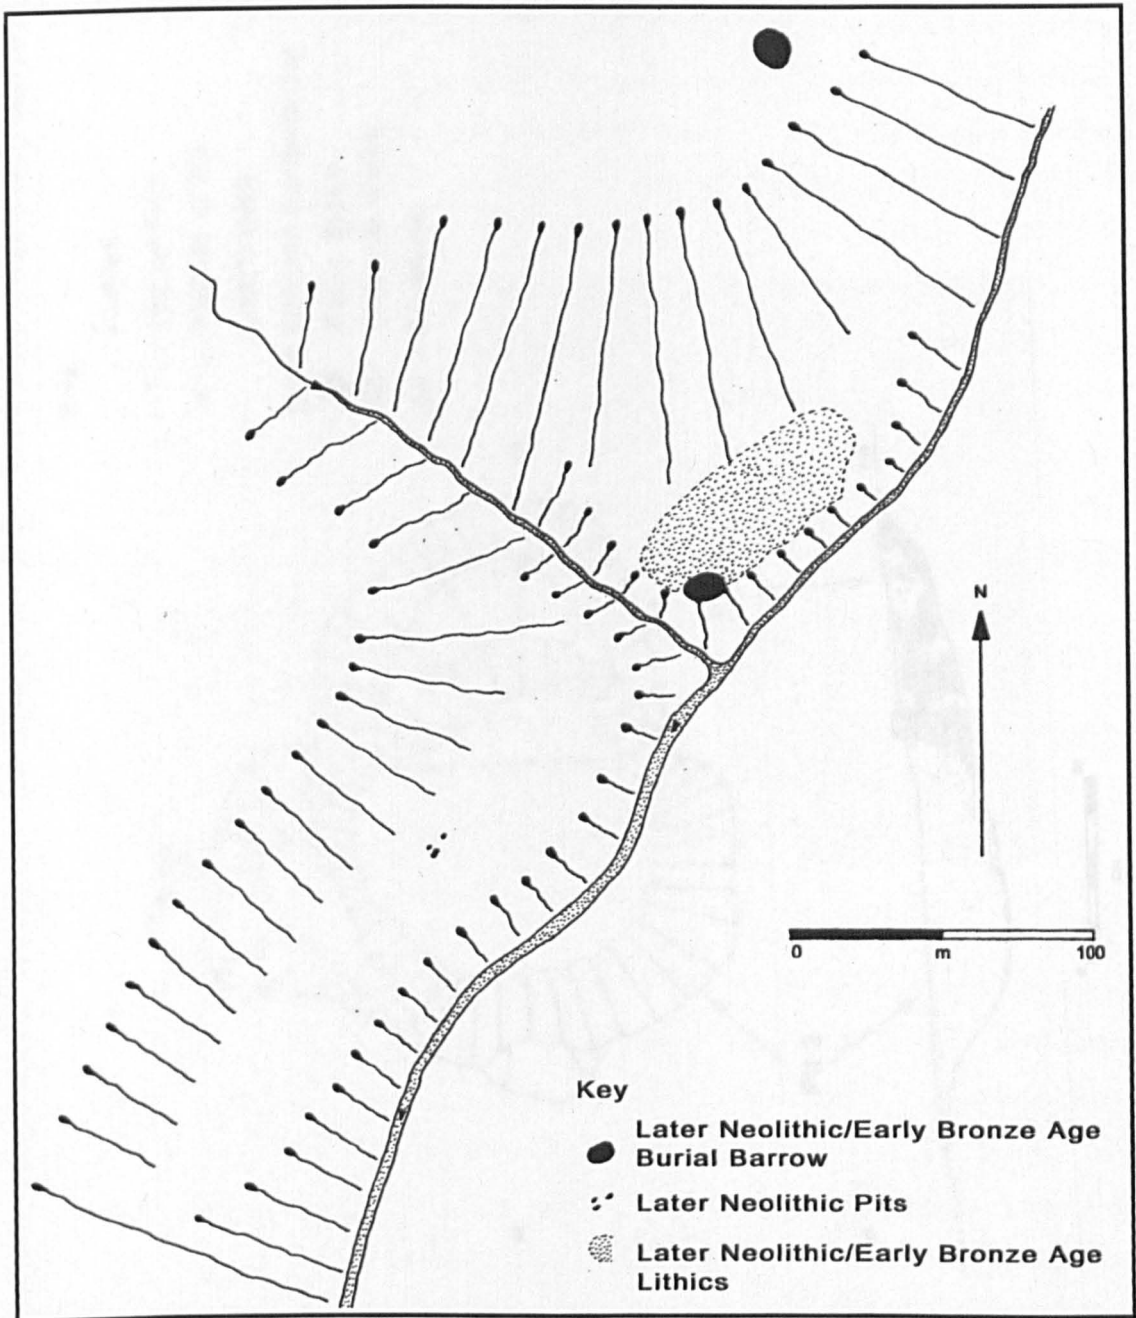 N
0 m 100
Key
Later Neolithic/Early Bronze Age
Burial Barrow
Later Neolithic Pits
Later Neolithic/Early Bronze Age
Lithics